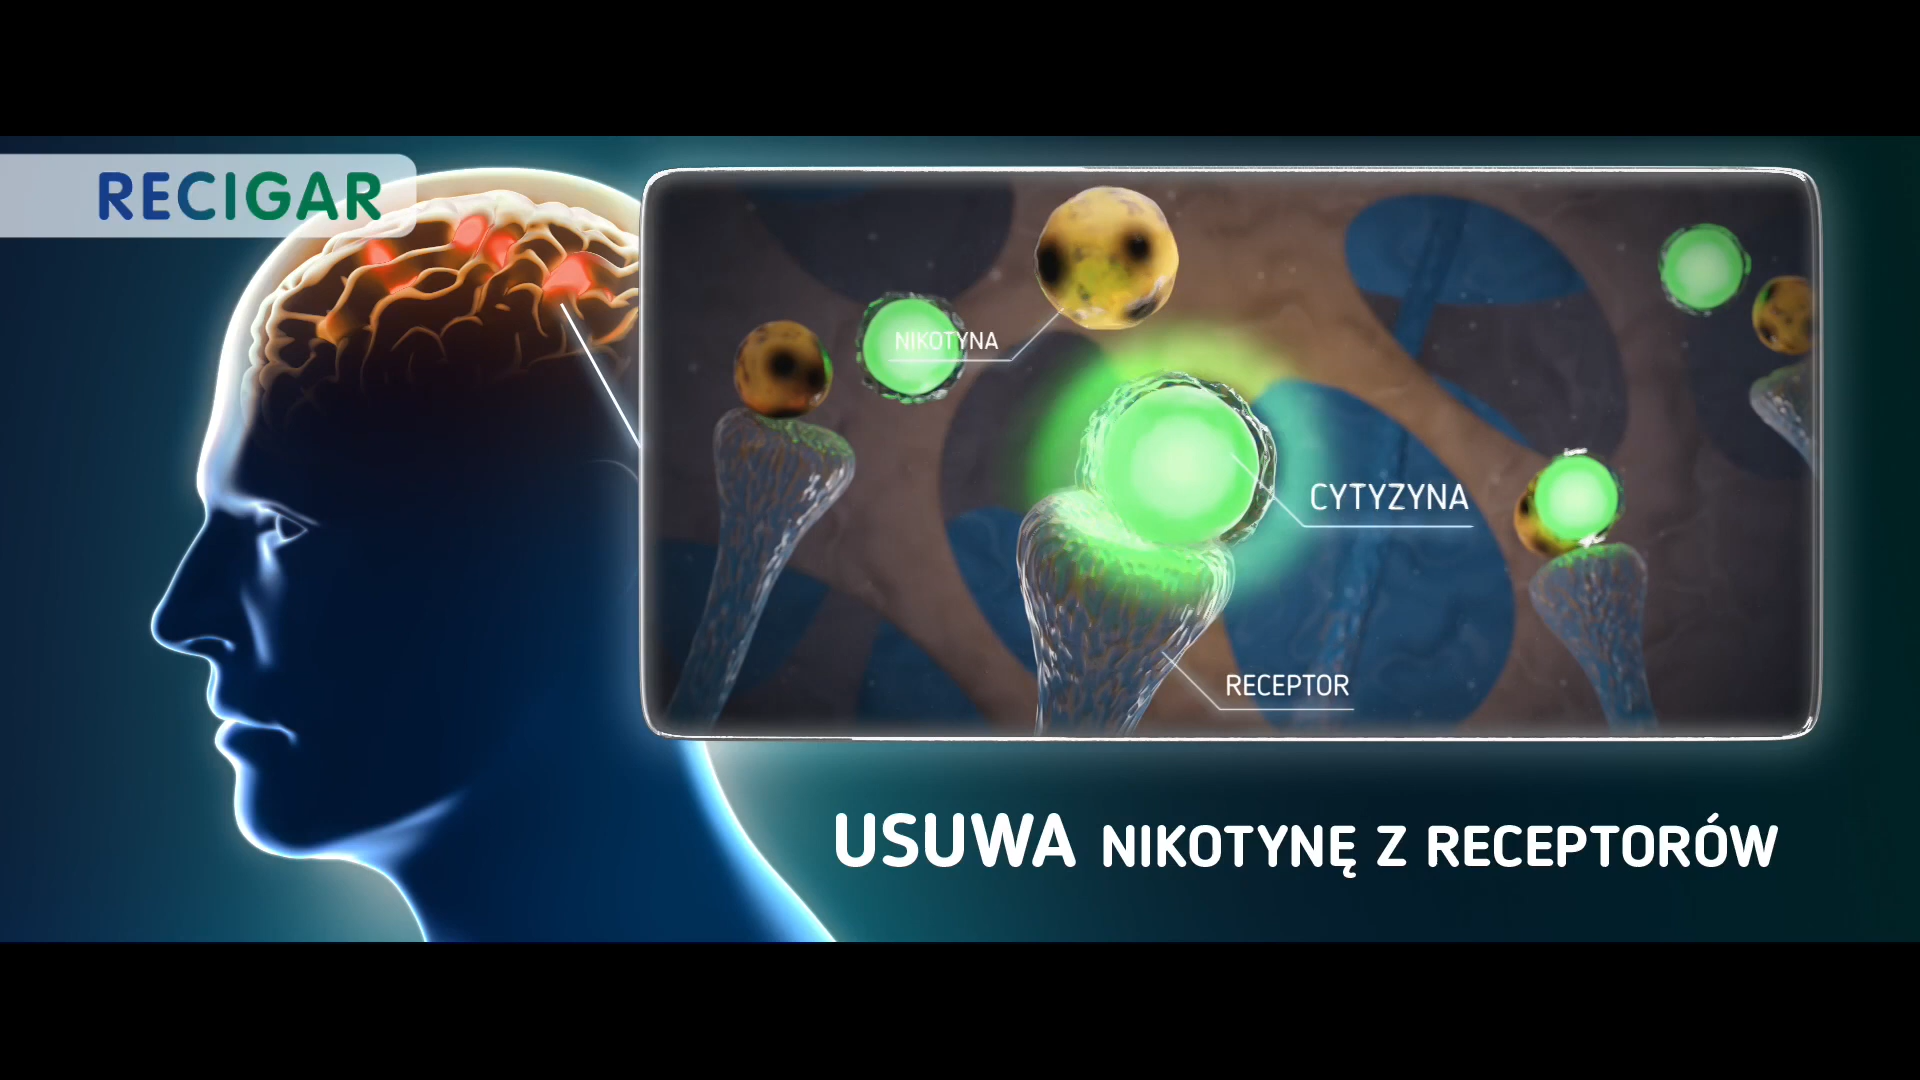 RECIGAR
NIKOTYNA
CYTYZYNA
RECEPTOR
USUWA NIKOTYNĘ Z RECEPTORÓW